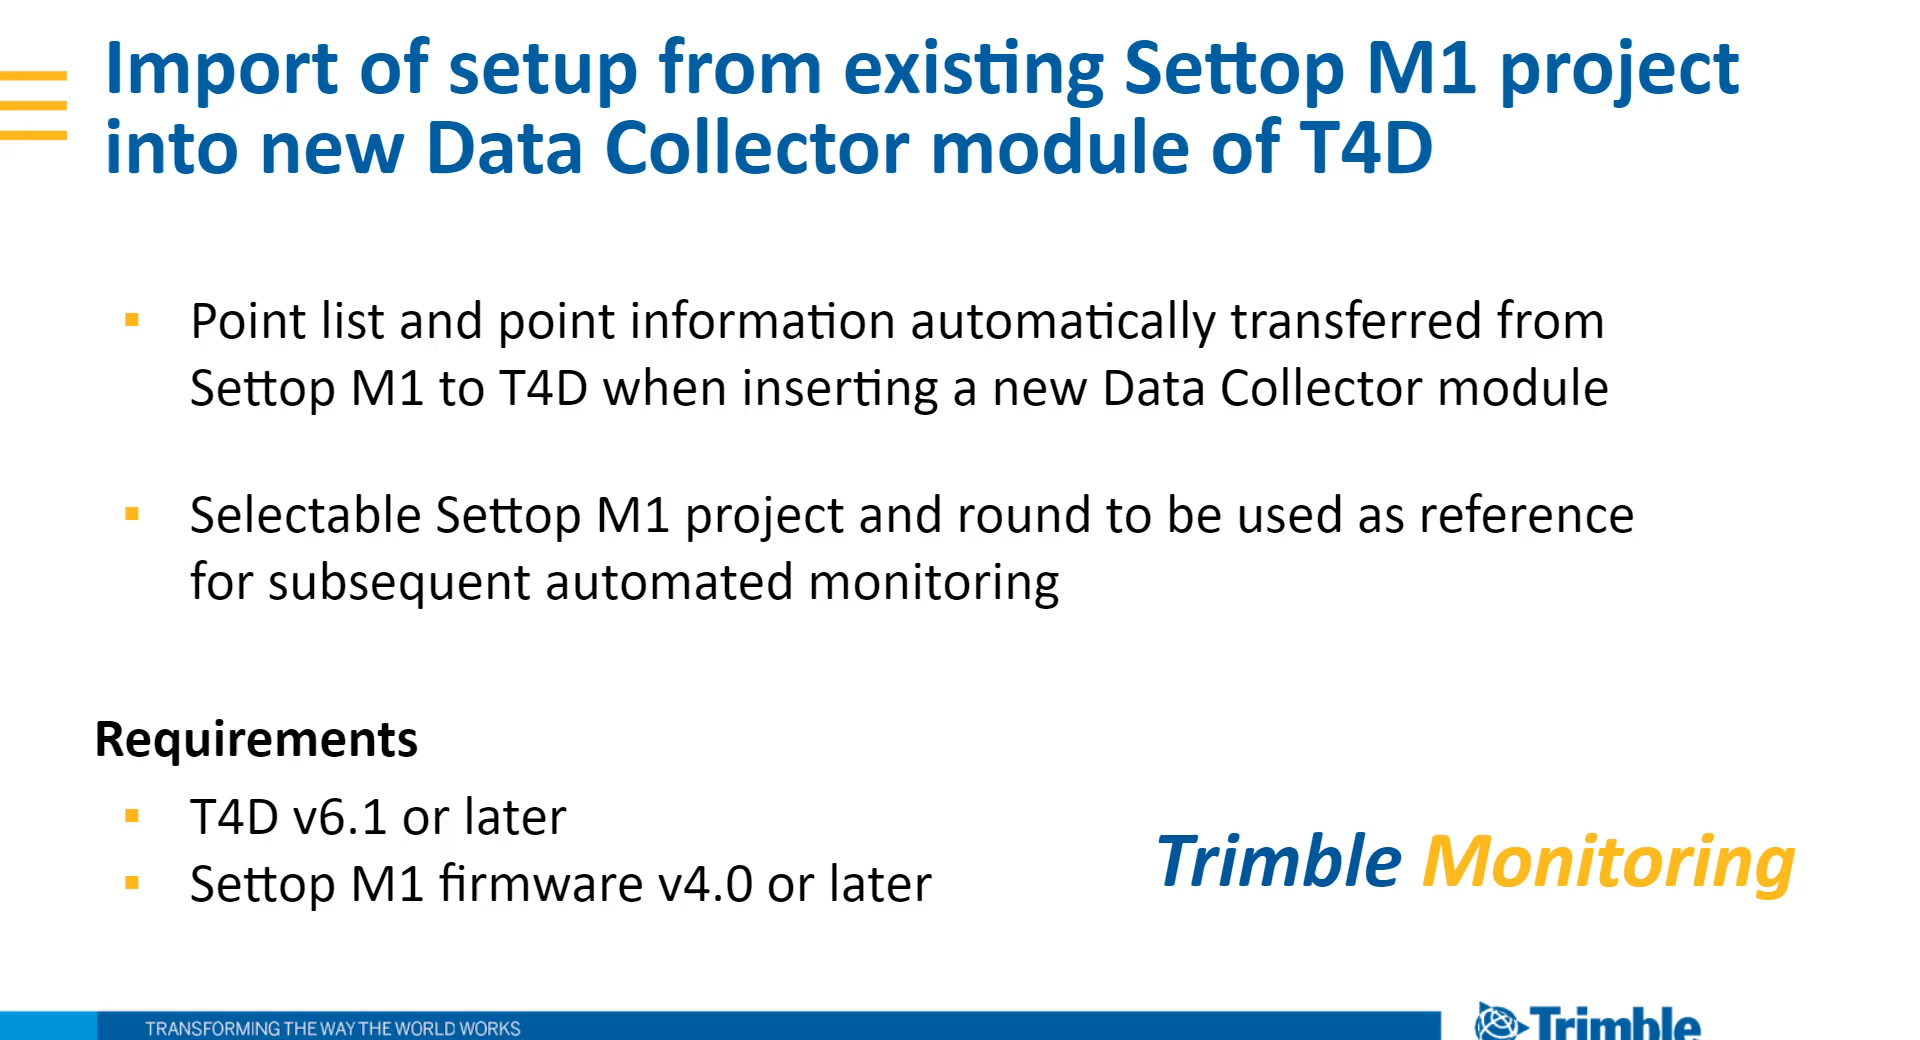 Import of setup from existing Settop M1 project
into new Data Collector module of T4D
▪ Point list and point information automatically transferred from
Settop M1 to T4D when inserting a new Data Collector module
▪ Selectable Settop M1 project and round to be used as reference
for subsequent automated monitoring
Requirements
▪ T4D v6.1 or later
▪ Settop M1 firmware v4.0 or later
Trimble Monitoring
TRANSFORMING THE WAY THE WORLD WORKS
Trimble